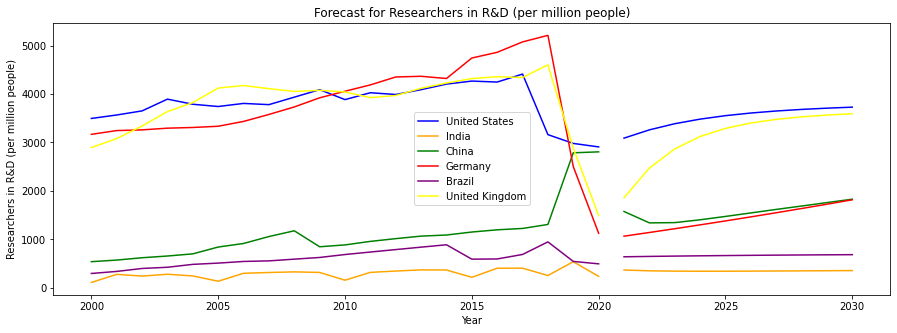 Forecast for Researchers in R&D (per million people)
Researchers in R&D (per million people)
5000
4000
3000
2000
1000
0
United States
India
China
Germany
Brazil
United Kingdom
2000 2005 2010 2015 2020 2025 2030
Year